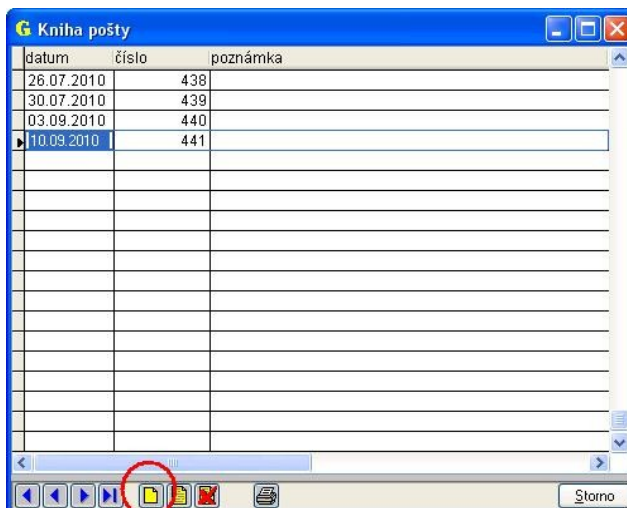 G Kniha pošty
datum číslo poznámka
26.07.2010 438
30.07.2010 439
03.09.2010 440
10.09.2010 441
Storno